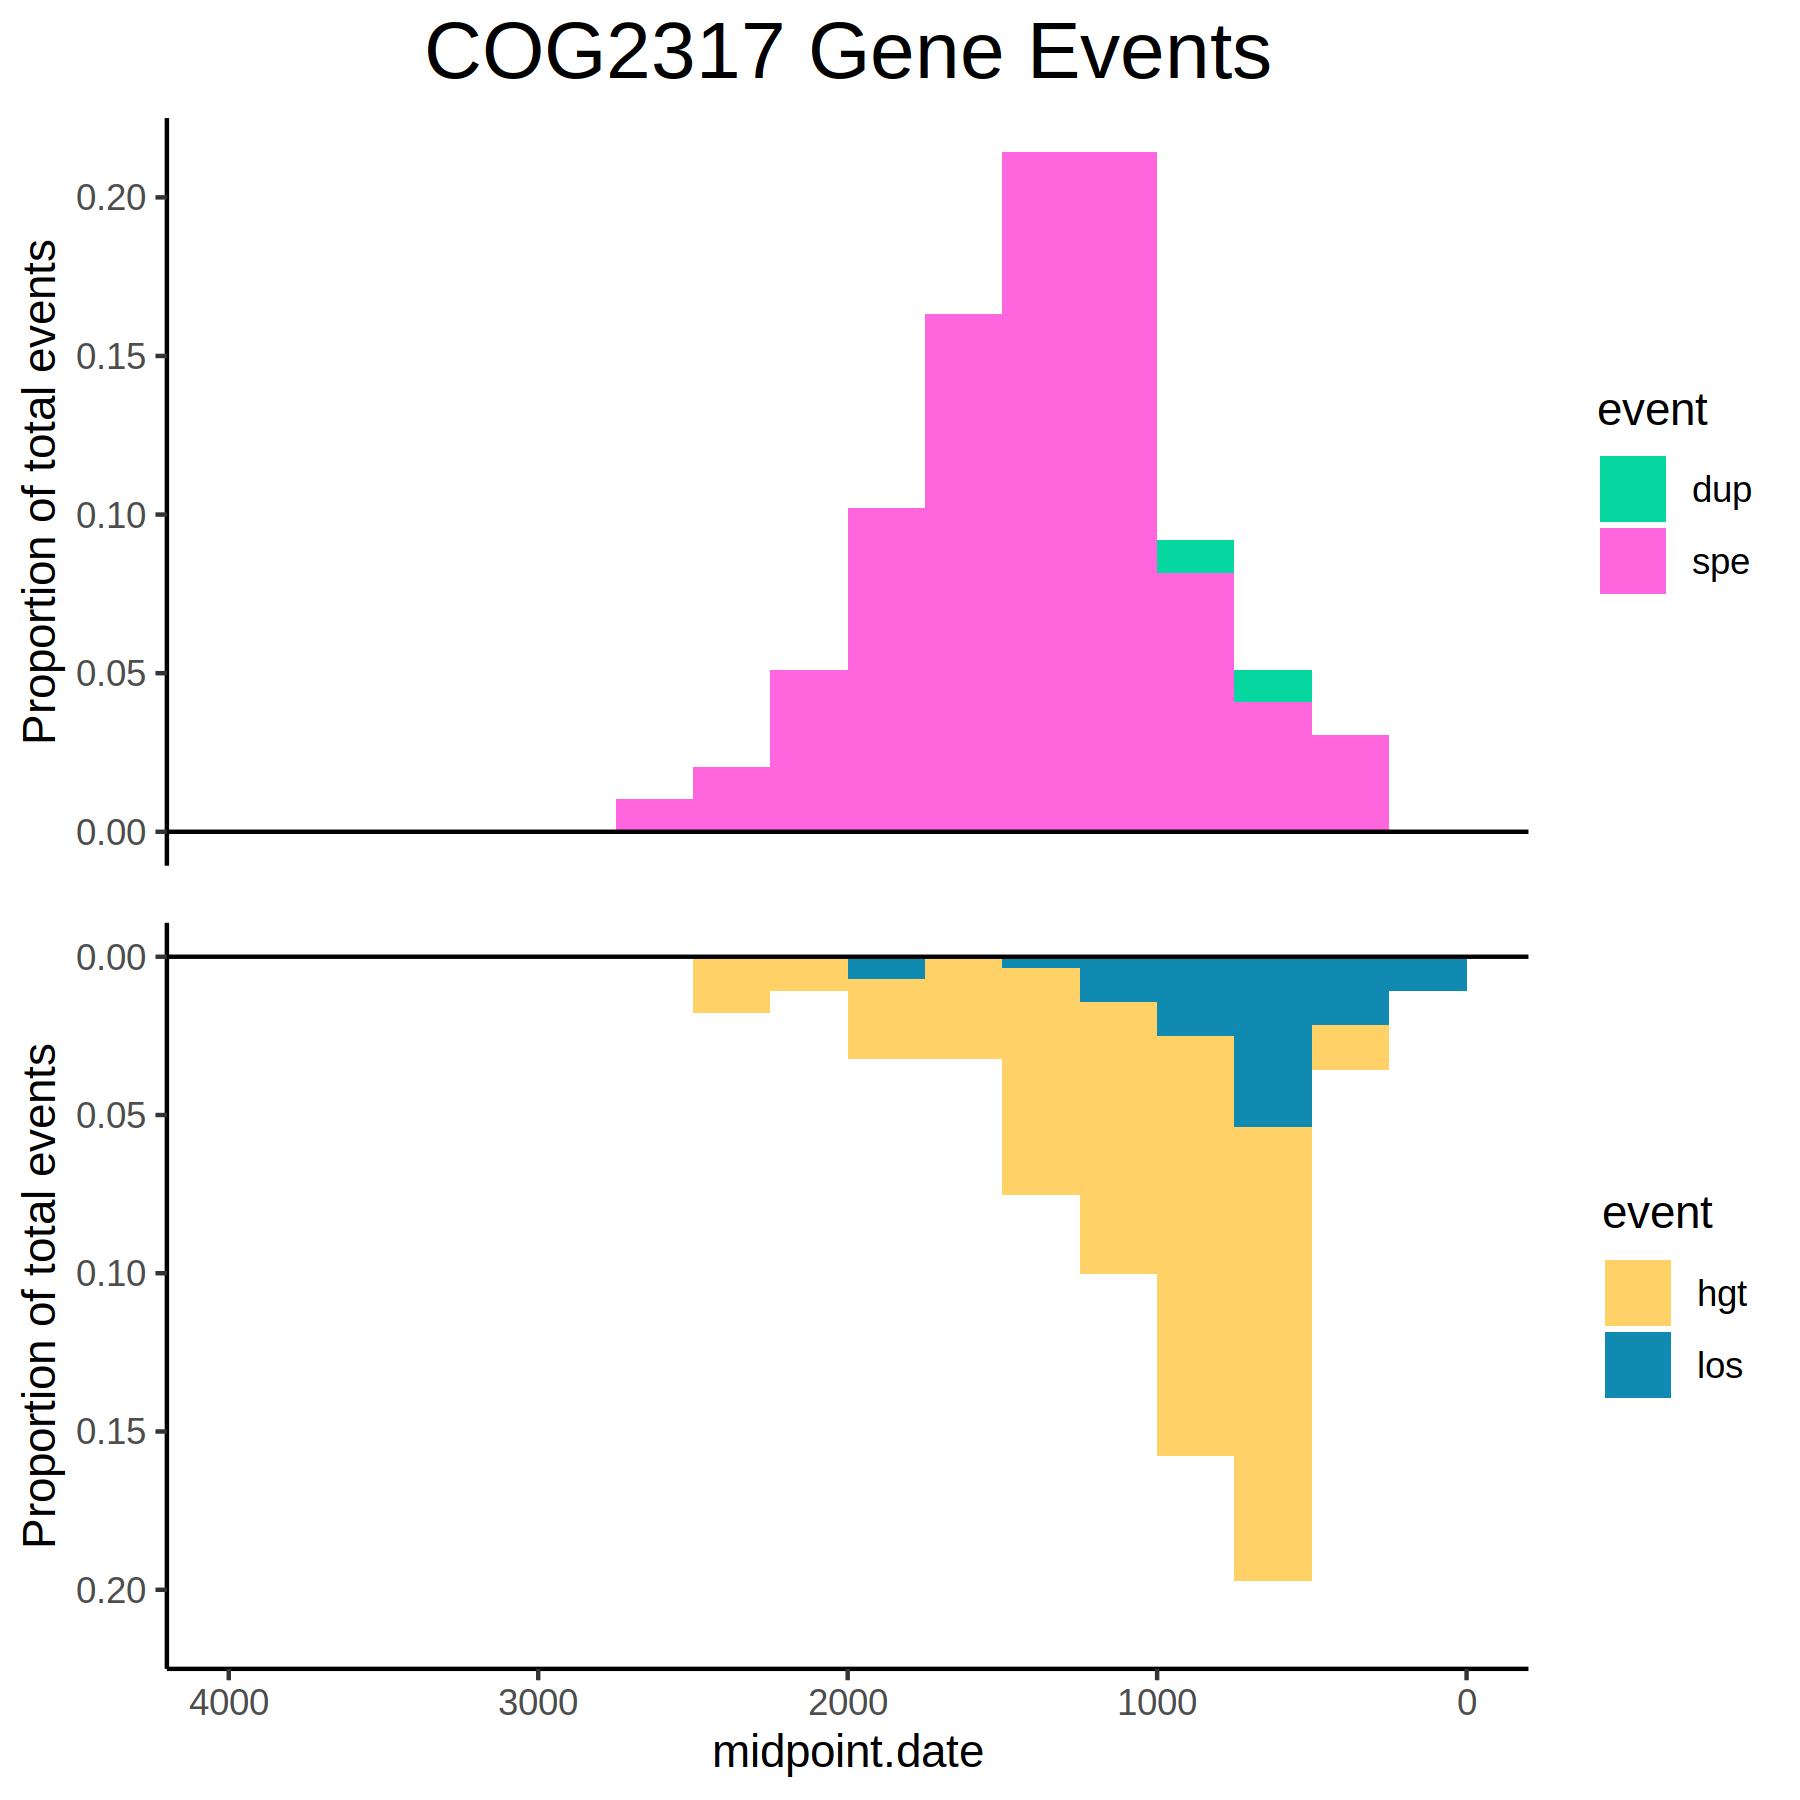 COG2317 Gene Events
Proportion of total events
0.20
0.15
0.10
0.05
0.00
event
dup
spe
Proportion of total events
0.00
0.05
0.10
0.15
0.20
event
hgt
los
4000 3000 2000 1000 0
midpoint.date